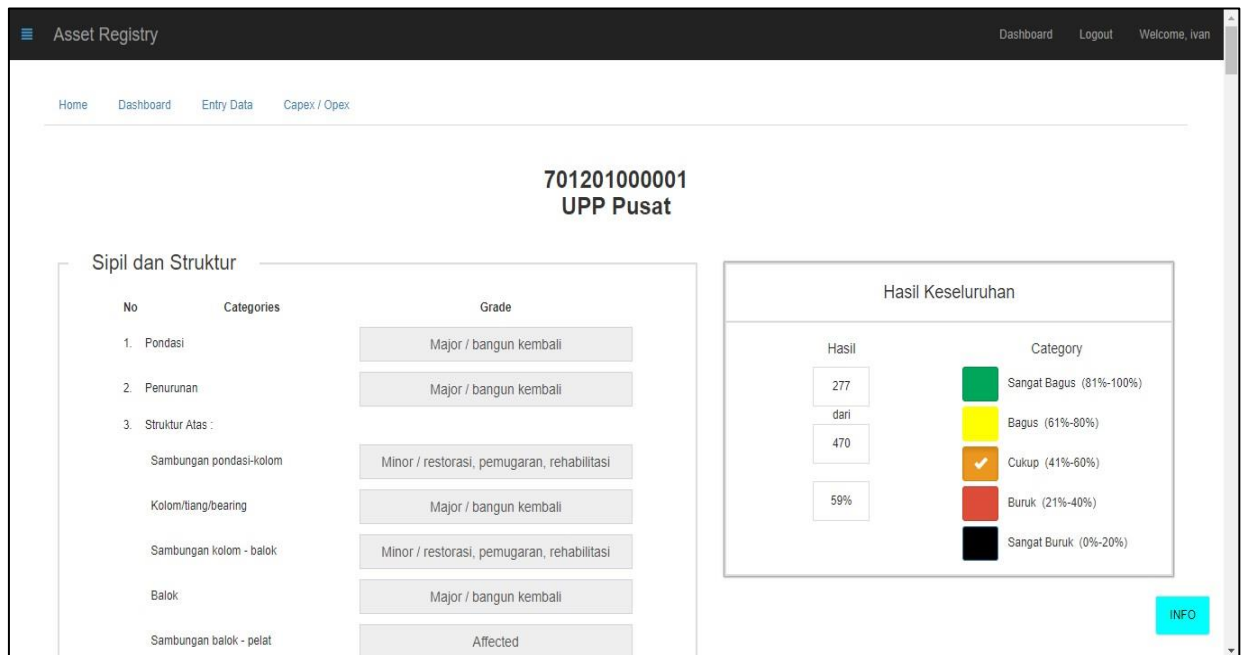 Asset Registry Dashboard Logout Welcome, ivan
Home Dashboard Entry Data Capex / Opex
701201000001
UPP Pusat
Sipil dan Struktur
No Categories Grade
1. Pondasi Major / bangun kembali
2. Penurunan Major / bangun kembali
3. Struktur Atas :
Sambungan pondasi-kolom Minor / restorasi, pemugaran, rehabilitasi
Kolom/tiang/bearing Major / bangun kembali
Sambungan kolom - balok Minor / restorasi, pemugaran, rehabilitasi
Balok Major / bangun kembali
Sambungan balok - pelat Affected
Hasil Keseluruhan
Hasil Category
277 Sangat Bagus (81%-100%)
dari Bagus (61%-80%)
470 Cukup (41%-60%)
59% Buruk (21%-40%)
Sangat Buruk (0%-20%)
INFO